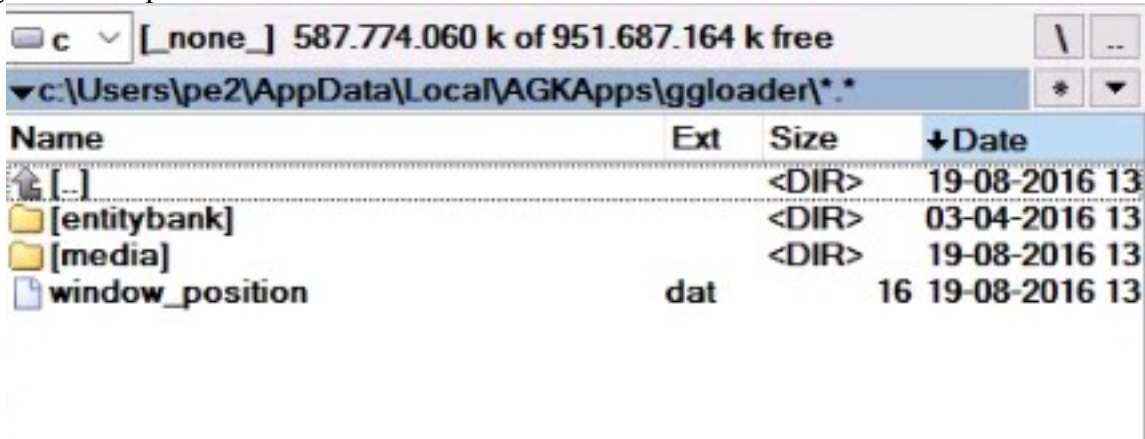 c [_none_] 587.774.060 k of 951.687.164 k free \ ..
c:\Users\pe2\AppData\Local\AGKApps\ggloader\*.* *
Name Ext Size Date
[..] <DIR> 19-08-2016 13
[entitybank] <DIR> 03-04-2016 13
[media] <DIR> 19-08-2016 13
window_position dat 16 19-08-2016 13